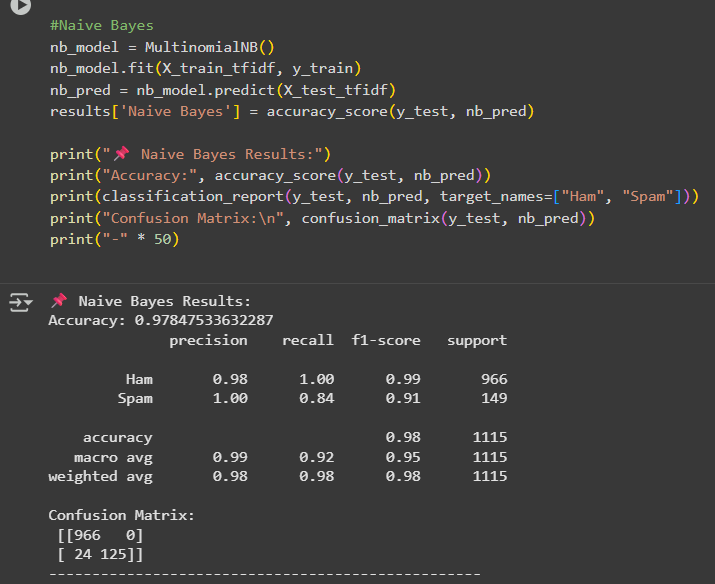 #Naive Bayes
nb_model = MultinomialNB()
nb_model.fit(X_train_tfidf, y_train)
nb_pred = nb_model.predict(X_test_tfidf)
results['Naive Bayes'] = accuracy_score(y_test, nb_pred)
print("📌 Naive Bayes Results:")
print("Accuracy:", accuracy_score(y_test, nb_pred))
print(classification_report(y_test, nb_pred, target_names=["Ham", "Spam"]))
print("Confusion Matrix:\n", confusion_matrix(y_test, nb_pred))
print("-" * 50)
📌 Naive Bayes Results:
Accuracy: 0.97847533632287
precision recall f1-score support
Ham 0.98 1.00 0.99 966
Spam 1.00 0.84 0.91 149
accuracy 0.98 1115
macro avg 0.99 0.92 0.95 1115
weighted avg 0.98 0.98 0.98 1115
Confusion Matrix:
[[966 0]
[ 24 125]]
--------------------------------------------------